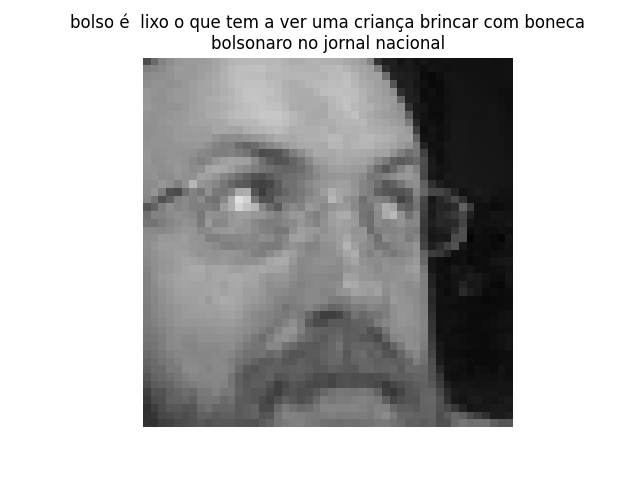 bolso é  lixo o que tem a ver uma criança brincar com boneca
bolsonaro no jornal nacional